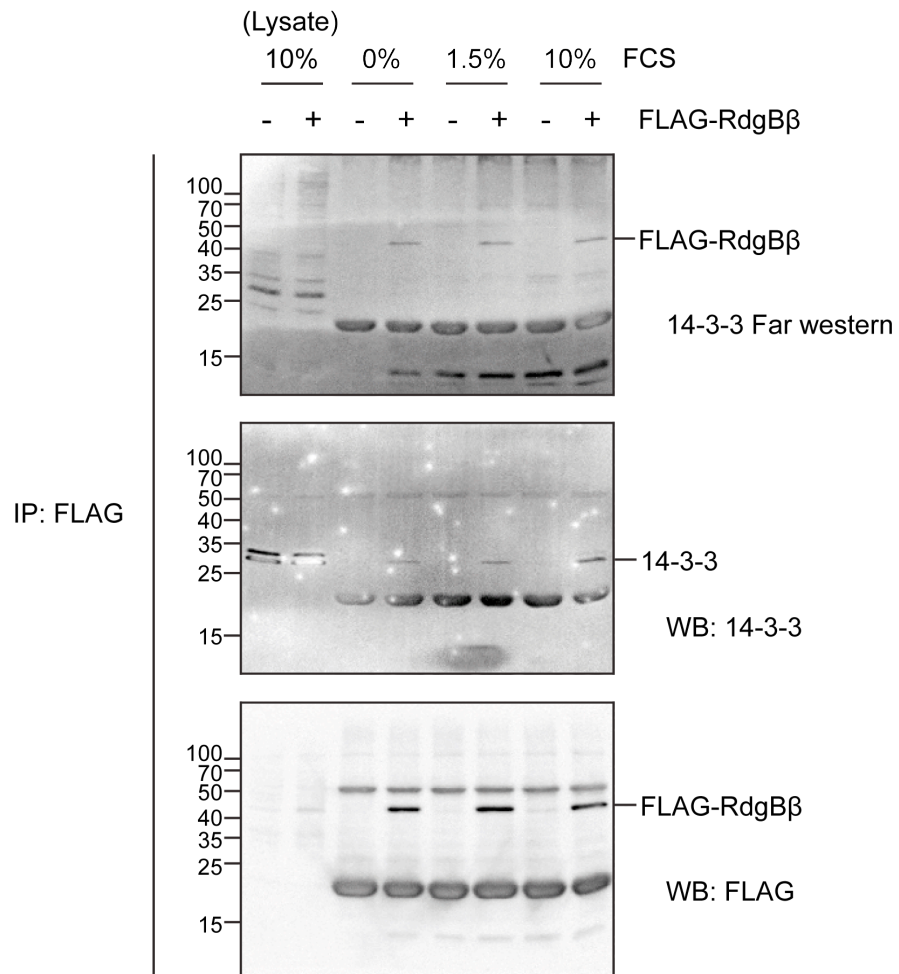 (Lysate)
10% 0% 1.5% 10% FCS
- + - + - + - + FLAG-RdgBβ
IP: FLAG
100
70
50
40
35
25
15
FLAG-RdgBβ
14-3-3 Far western
100
70
50
40
35
25
15
14-3-3
WB: 14-3-3
100
70
50
40
35
25
15
FLAG-RdgBβ
WB: FLAG